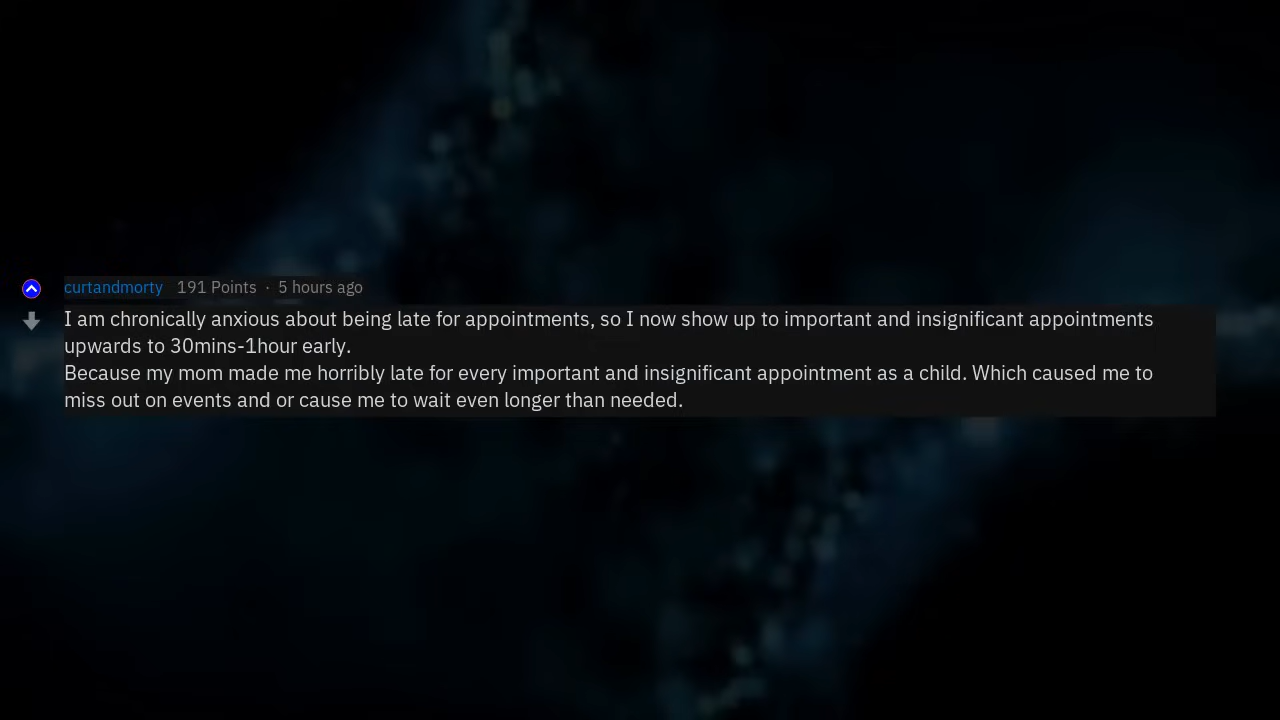 curtandmorty 191 Points · 5 hours ago
I am chronically anxious about being late for appointments, so I now show up to important and insignificant appointments
upwards to 30mins-1hour early.
Because my mom made me horribly late for every important and insignificant appointment as a child. Which caused me to
miss out on events and or cause me to wait even longer than needed.